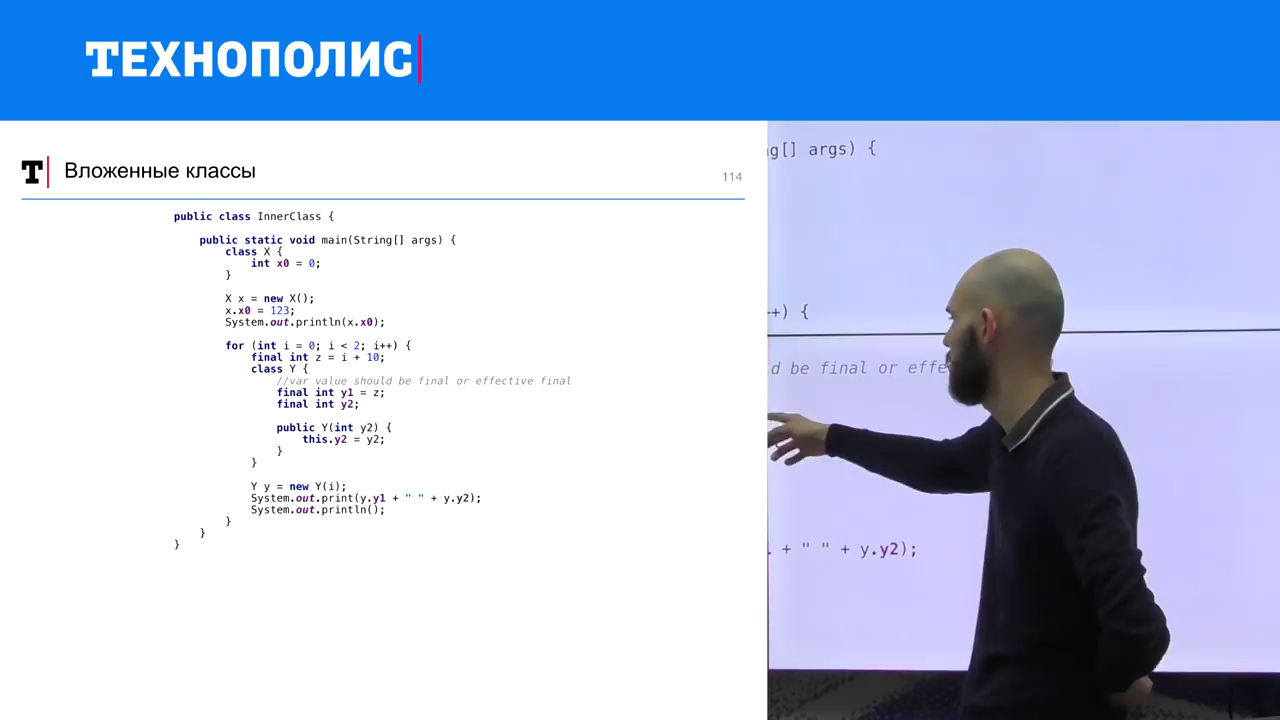 ТЕХНОПОЛИС
T Вложенные классы
114
public class InnerClass {
public static void main(String[] args) {
class X {
int x0 = 0;
}
X x = new X();
x.x0 = 123;
System.out.println(x.x0);
for (int i = 0; i < 2; i++) {
final int z = i + 10;
class Y {
//var value should be final or effective final
final int y1 = z;
final int y2;
public Y(int y2) {
this.y2 = y2;
}
}
Y y = new Y(i);
System.out.print(y.y1 + " " + y.y2);
System.out.println();
}
}
}
g[] args) {
+) {
d be final or effe
+ " " + y.y2);